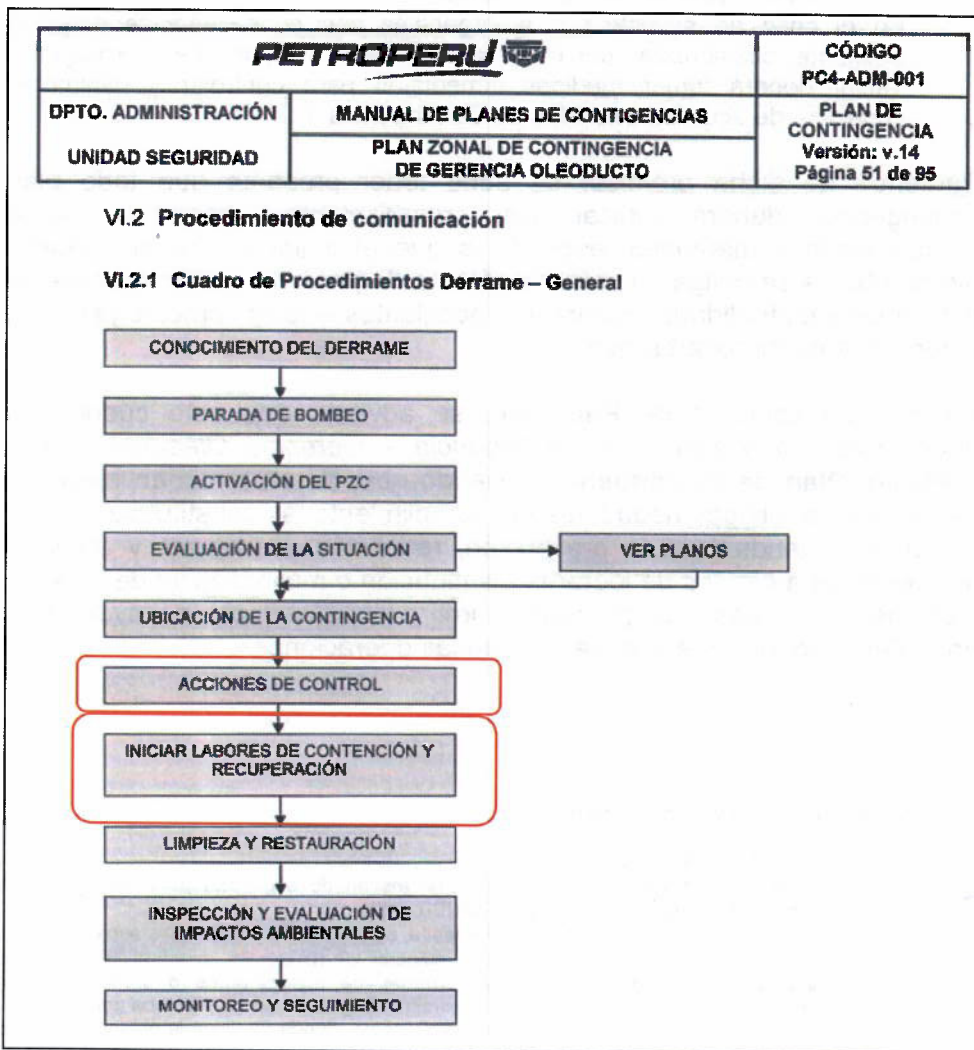 PETROPERU
CÓDIGO
PC4-ADM-001
DPTO. ADMINISTRACIÓN
MANUAL DE PLANES DE CONTIGENCIAS
PLAN DE
CONTINGENCIA
Versión: v.14
Página 51 de 95
UNIDAD SEGURIDAD
PLAN ZONAL DE CONTINGENCIA
DE GERENCIA OLEODUCTO
VI.2 Procedimiento de comunicación
VI.2.1 Cuadro de Procedimientos Derrame – General
CONOCIMIENTO DEL DERRAME
PARADA DE BOMBEO
ACTIVACIÓN DEL PZC
EVALUACIÓN DE LA SITUACIÓN
VER PLANOS
UBICACIÓN DE LA CONTINGENCIA
ACCIONES DE CONTROL
INICIAR LABORES DE CONTENCIÓN Y
RECUPERACIÓN
LIMPIEZA Y RESTAURACIÓN
INSPECCIÓN Y EVALUACIÓN DE
IMPACTOS AMBIENTALES
MONITOREO Y SEGUIMIENTO